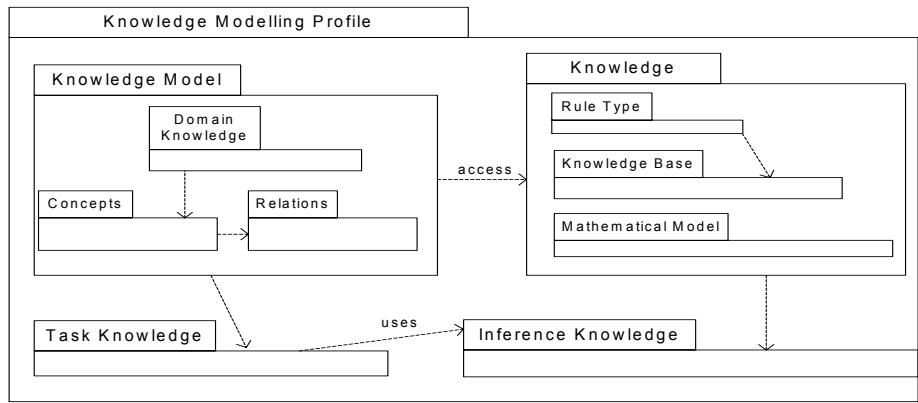 Knowledge Modelling Profile
Knowledge Model
Knowledge
Domain
Knowledge
Rule Type
access
Knowledge Base
Concepts
Relations
Mathematical Model
Task Knowledge
uses
Inference Knowledge